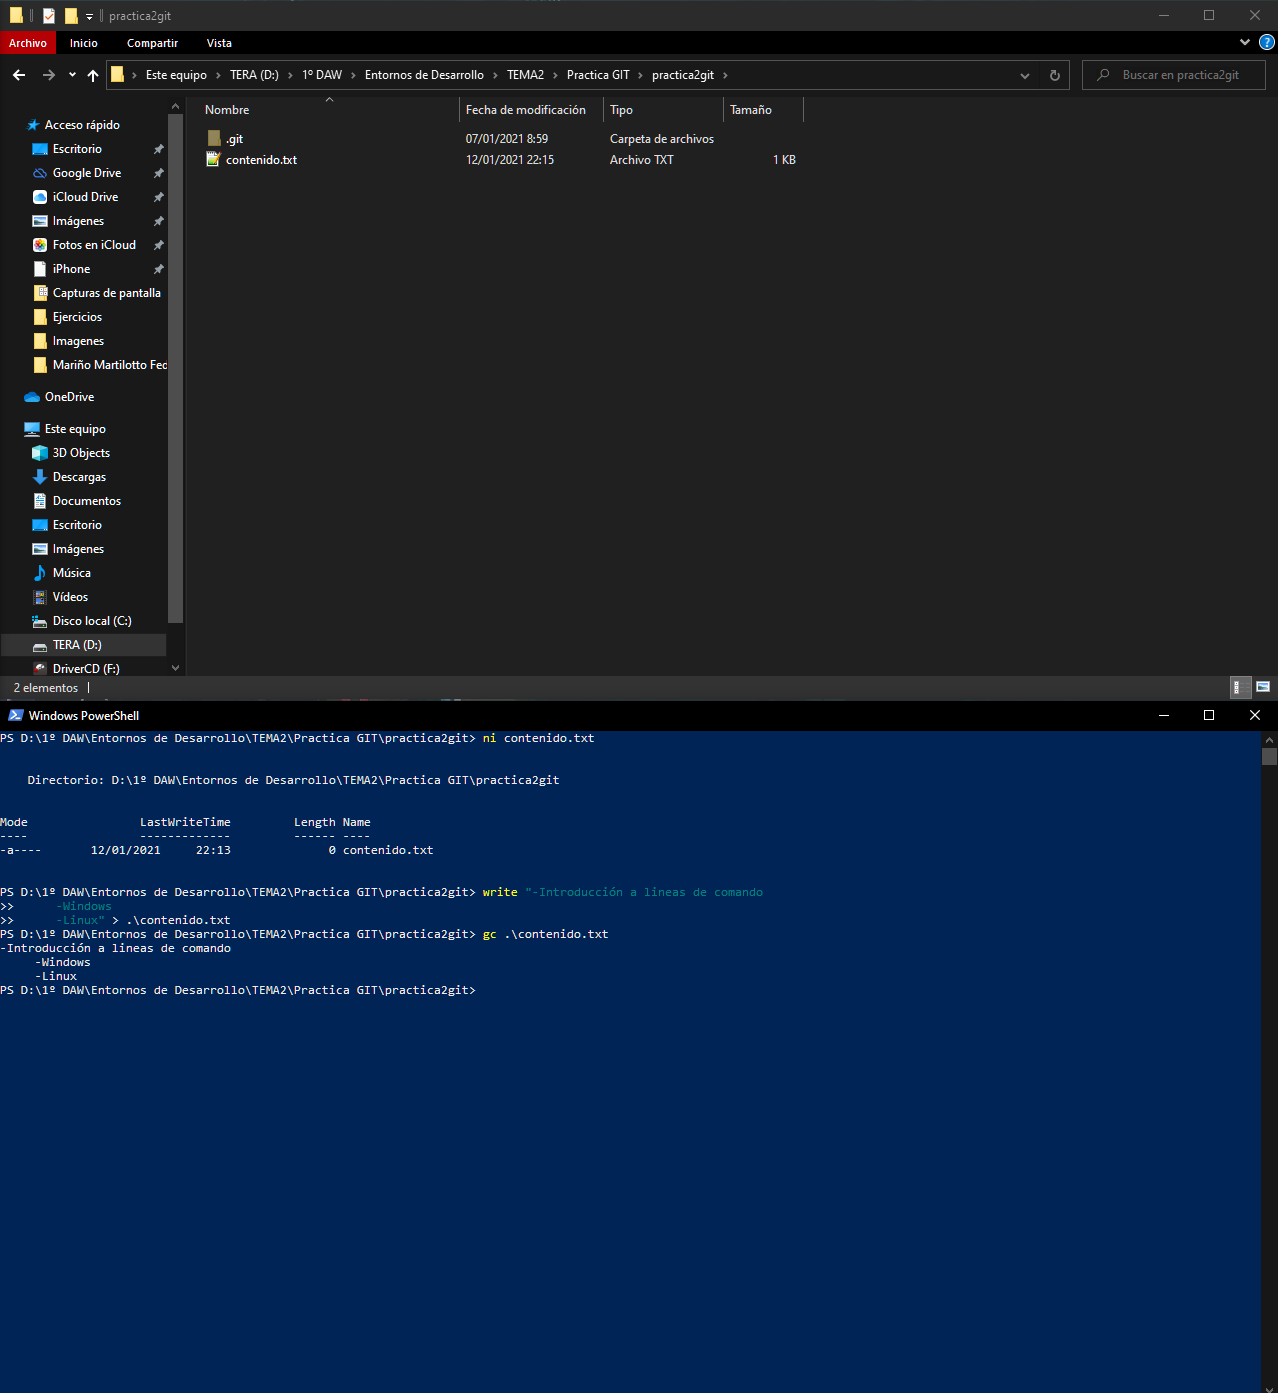 practica2git
Archivo Inicio Compartir Vista
Este equipo > TERA (D:) > 1º DAW > Entornos de Desarrollo > TEMA2 > Practica GIT > practica2git >
Buscar en practica2git
Acceso rápido
Escritorio
Google Drive
iCloud Drive
Imágenes
Fotos en iCloud
iPhone
Capturas de pantalla
Ejercicios
Imagenes
Mariño Martilotto Fed
OneDrive
Este equipo
3D Objects
Descargas
Documentos
Escritorio
Imágenes
Música
Vídeos
Disco local (C:)
TERA (D:)
DriverCD (F:)
Nombre Fecha de modificación Tipo Tamaño
.git 07/01/2021 8:59 Carpeta de archivos
contenido.txt 12/01/2021 22:15 Archivo TXT 1 KB
2 elementos
Windows PowerShell
PS D:\1º DAW\Entornos de Desarrollo\TEMA2\Practica GIT\practica2git> ni contenido.txt
Directorio: D:\1º DAW\Entornos de Desarrollo\TEMA2\Practica GIT\practica2git
Mode LastWriteTime Length Name
---- ------------- ------ ----
-a---- 12/01/2021 22:13 0 contenido.txt
PS D:\1º DAW\Entornos de Desarrollo\TEMA2\Practica GIT\practica2git> write "-Introducción a lineas de comando
>> -Windows
>> -Linux" > .\contenido.txt
PS D:\1º DAW\Entornos de Desarrollo\TEMA2\Practica GIT\practica2git> gc .\contenido.txt
-Introducción a lineas de comando
-Windows
-Linux
PS D:\1º DAW\Entornos de Desarrollo\TEMA2\Practica GIT\practica2git>